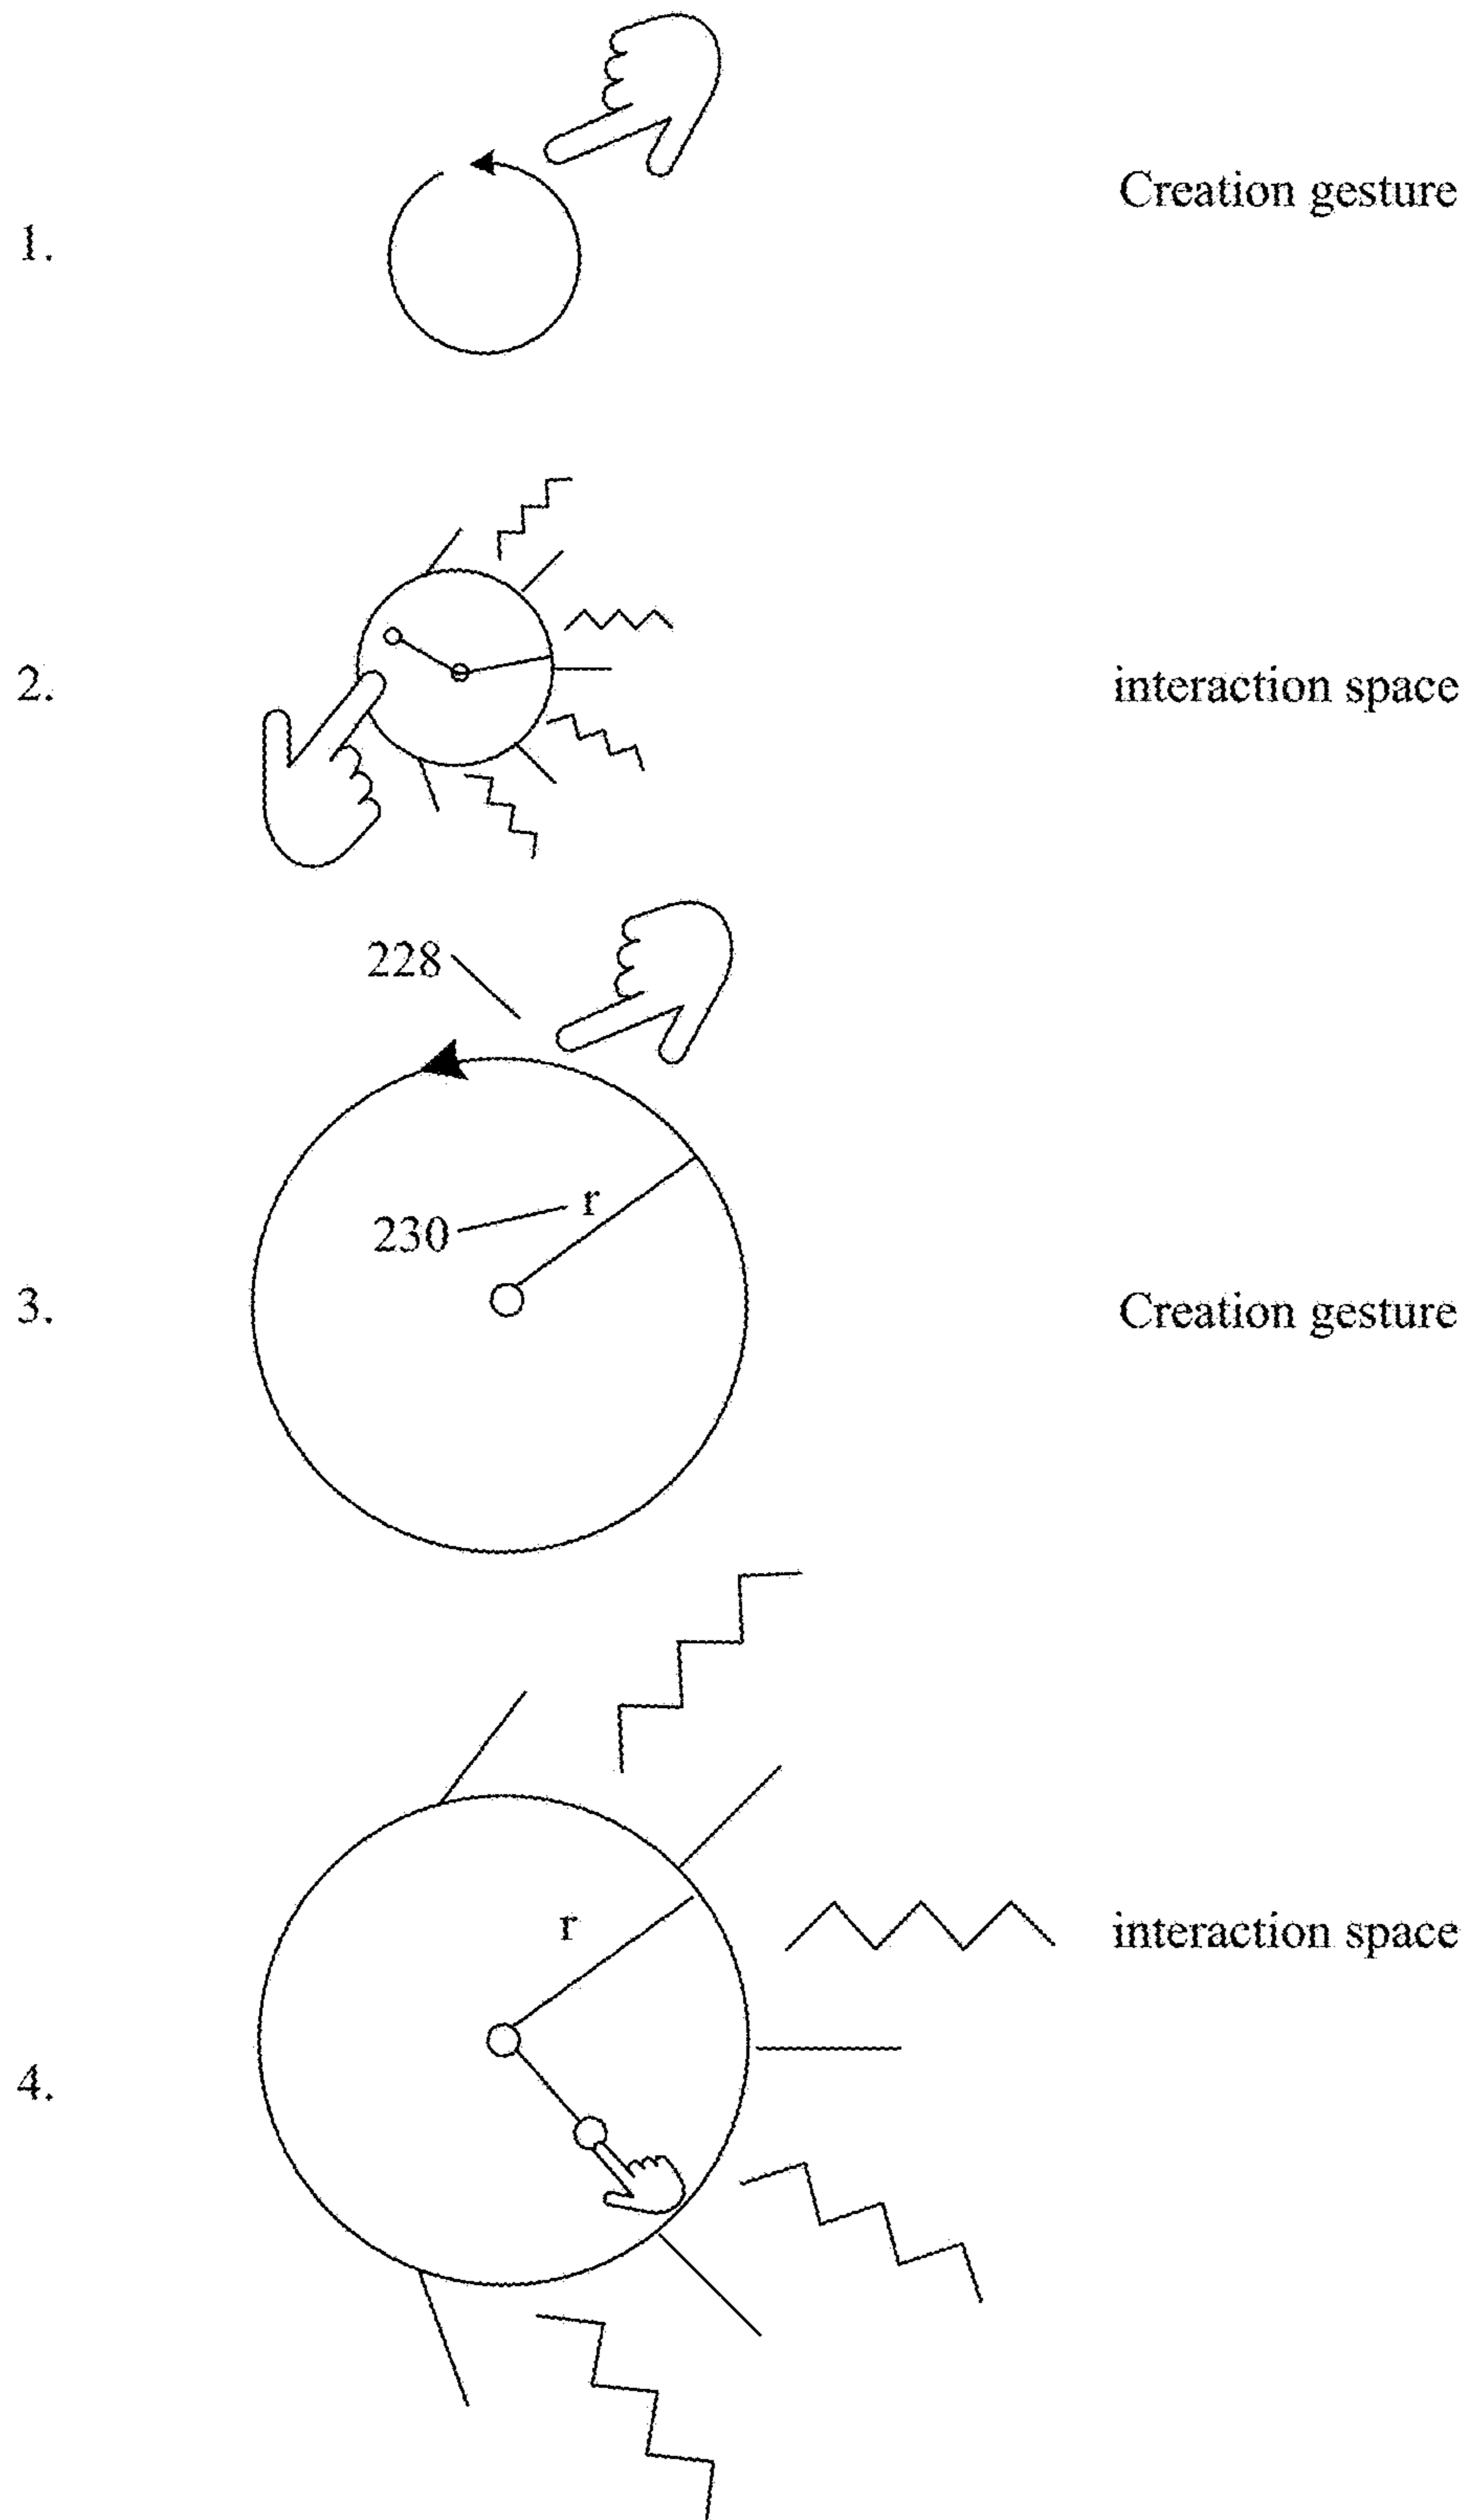 Creation gesture
1.
2.
interaction space
228
r
230
3.
Creation gesture
r
interaction space
4.